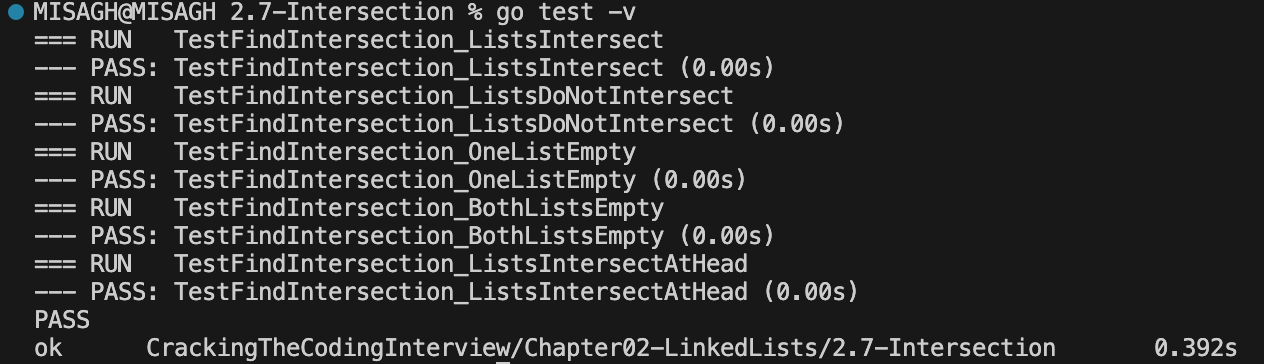 MISAGH@MISAGH 2.7-Intersection % go test -v
=== RUN   TestFindIntersection_ListsIntersect
--- PASS: TestFindIntersection_ListsIntersect (0.00s)
=== RUN   TestFindIntersection_ListsDoNotIntersect
--- PASS: TestFindIntersection_ListsDoNotIntersect (0.00s)
=== RUN   TestFindIntersection_OneListEmpty
--- PASS: TestFindIntersection_OneListEmpty (0.00s)
=== RUN   TestFindIntersection_BothListsEmpty
--- PASS: TestFindIntersection_BothListsEmpty (0.00s)
=== RUN   TestFindIntersection_ListsIntersectAtHead
--- PASS: TestFindIntersection_ListsIntersectAtHead (0.00s)
PASS
ok      CrackingTheCodingInterview/Chapter02-LinkedLists/2.7-Intersection       0.392s